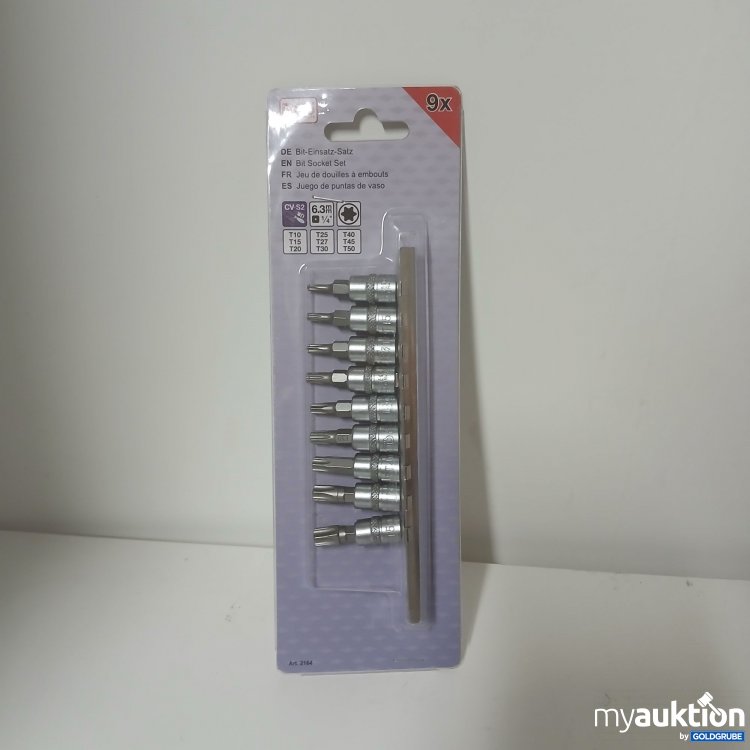 9x
DE Bit-Einsatz-Satz
EN Bit Socket Set
FR Jeu de douilles à embouts
ES Juego de puntas de vaso
CV-S2
6.3mm
1/4"
T10 T25 T40
T15 T27 T45
T20 T30 T50
Art. 2164
myauktion
by GOLDGRUBE